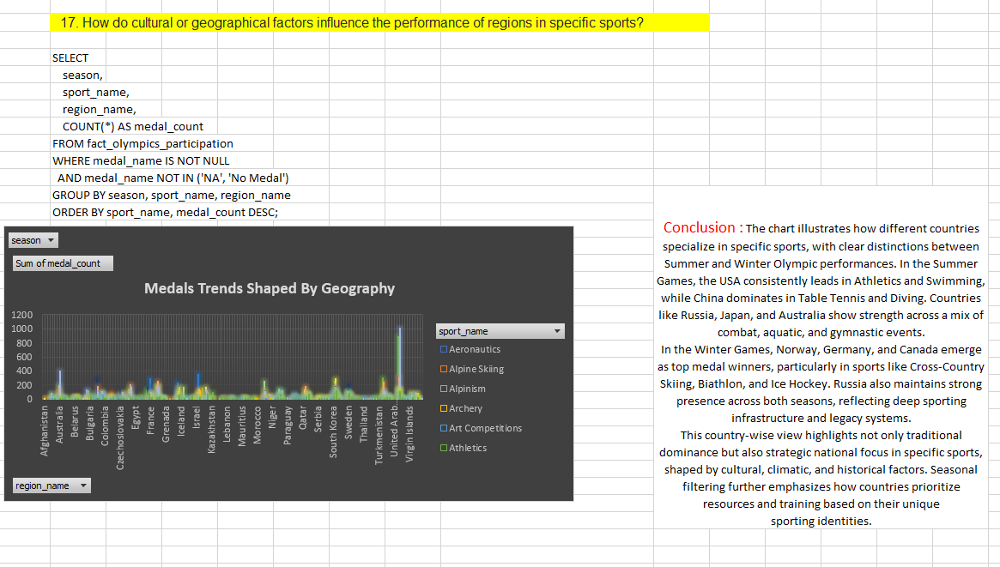 17. How do cultural or geographical factors influence the performance of regions in specific sports?
SELECT
season,
sport_name,
region_name,
COUNT(*) AS medal_count
FROM fact_olympics_participation
WHERE medal_name IS NOT NULL
AND medal_name NOT IN ('NA', 'No Medal')
GROUP BY season, sport_name, region_name
ORDER BY sport_name, medal_count DESC;
season
Sum of medal_count
Medals Trends Shaped By Geography
1200
1000
800
600
400
200
0
Afghanistan
Australia
Belarus
Bulgaria
Colombia
Czechoslovakia
Egypt
France
Grenada
Iceland
Israel
Kazakhstan
Lebanon
Mauritius
Morocco
Niger
Paraguay
Qatar
Serbia
South Korea
Sweden
Thailand
Turkmenistan
United Arab.
Virgin Islands
sport_name
Aeronautics
Alpine Skiing
Alpinism
Archery
Art Competitions
Athletics
region_name
Conclusion : The chart illustrates how different countries
specialize in specific sports, with clear distinctions between
Summer and Winter Olympic performances. In the Summer
Games, the USA consistently leads in Athletics and Swimming,
while China dominates in Table Tennis and Diving. Countries
like Russia, Japan, and Australia show strength across a mix of
combat, aquatic, and gymnastic events.
In the Winter Games, Norway, Germany, and Canada emerge
as top medal winners, particularly in sports like Cross-Country
Skiing, Biathlon, and Ice Hockey. Russia also maintains strong
presence across both seasons, reflecting deep sporting
infrastructure and legacy systems.
This country-wise view highlights not only traditional
dominance but also strategic national focus in specific sports,
shaped by cultural, climatic, and historical factors. Seasonal
filtering further emphasizes how countries prioritize
resources and training based on their unique
sporting identities.